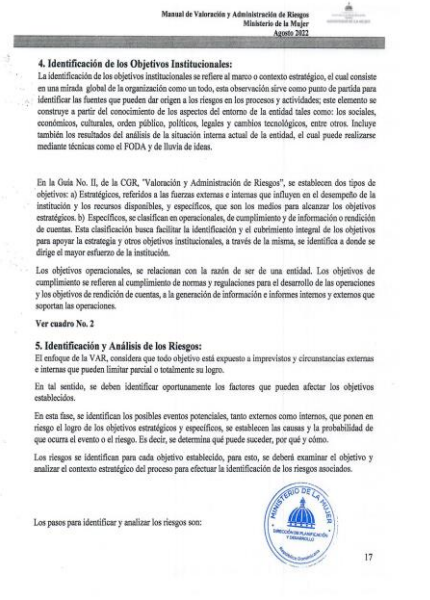 Manual de Valoración y Administración de Riesgos
Ministerio de la Mujer
Agosto 2022
4. Identificación de los Objetivos Institucionales:
La identificación de los objetivos institucionales se refiere al marco o contexto estratégico, el cual consiste
en una mirada global de la organización como un todo, esta observación sirve como punto de partida para
identificar las fuentes que pueden dar origen a los riesgos en los procesos y actividades; este elemento se
construye a partir del conocimiento de los aspectos del entorno de la entidad tales como: los sociales,
económicos, culturales, orden público, políticos, legales y cambios tecnológicos, entre otros. Incluye
también los resultados del análisis de la situación interna actual de la entidad, el cual puede realizarse
mediante técnicas como el FODA y de lluvia de ideas.
En la Guía No. II, de la CGR, "Valoración y Administración de Riesgos", se establecen dos tipos de
objetivos: a) Estratégicos, referidos a las fuerzas externas e internas que influyen en el desempeño de la
institución y los recursos disponibles, y específicos, que son los medios para alcanzar los objetivos
estratégicos. b) Específicos, se clasifican en operacionales, de cumplimiento y de información o rendición
de cuentas. Esta clasificación busca facilitar la identificación y el cubrimiento integral de los objetivos
para apoyar la estrategia y otros objetivos institucionales, a través de la misma, se identifica a donde se
dirige el mayor esfuerzo de la institución.
Los objetivos operacionales, se relacionan con la razón de ser de una entidad. Los objetivos de
cumplimiento se refieren al cumplimiento de normas y regulaciones para el desarrollo de las operaciones
y los objetivos de rendición de cuentas, a la generación de información e informes internos y externos que
soportan las operaciones.
Ver cuadro No. 2
5. Identificación y Análisis de los Riesgos:
El enfoque de la VAR, considera que todo objetivo está expuesto a imprevistos y circunstancias externas
e internas que pueden limitar parcial o totalmente su logro.
En tal sentido, se deben identificar oportunamente los factores que pueden afectar los objetivos
establecidos.
En esta fase, se identifican los posibles eventos potenciales, tanto externos como internos, que ponen en
riesgo el logro de los objetivos estratégicos y específicos, se establecen las causas y la probabilidad de
que ocurra el evento o el riesgo. Es decir, se determina qué puede suceder, por qué y cómo.
Los riesgos se identifican para cada objetivo establecido, para esto, se deberá examinar el objetivo y
analizar el contexto estratégico del proceso para efectuar la identificación de los riesgos asociados.
Los pasos para identificar y analizar los riesgos son:
MINISTERIO DE LA MUJER
DIRECCIÓN DE PLANIFICACIÓN
Y DESARROLLO
República Dominicana
17